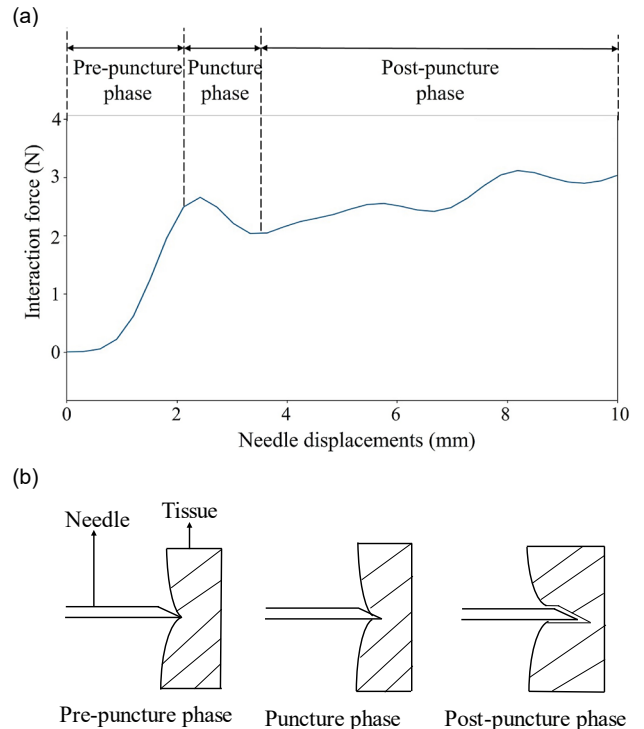 (a)
Pre-puncture phase
Puncture phase
Post-puncture phase
4
3
2
1
0
Interaction force (N)
0 2 4 6 8 10
Needle displacements (mm)
(b)
Needle
Tissue
Pre-puncture phase
Puncture phase
Post-puncture phase